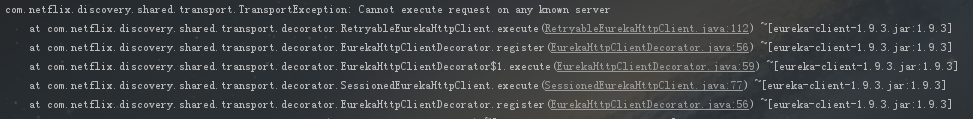 com.netflix.discovery.shared.transport.TransportException: Cannot execute request on any known server
at com.netflix.discovery.shared.transport.decorator.RetryableEurekaHttpClient.execute(RetryableEurekaHttpClient.java:112) ~[eureka-client-1.9.3.jar:1.9.3]
at com.netflix.discovery.shared.transport.decorator.EurekaHttpClientDecorator.register(EurekaHttpClientDecorator.java:56) ~[eureka-client-1.9.3.jar:1.9.3]
at com.netflix.discovery.shared.transport.decorator.EurekaHttpClientDecorator$1.execute(EurekaHttpClientDecorator.java:59) ~[eureka-client-1.9.3.jar:1.9.3]
at com.netflix.discovery.shared.transport.decorator.SessionedEurekaHttpClient.execute(SessionedEurekaHttpClient.java:77) ~[eureka-client-1.9.3.jar:1.9.3]
at com.netflix.discovery.shared.transport.decorator.EurekaHttpClientDecorator.register(EurekaHttpClientDecorator.java:56) ~[eureka-client-1.9.3.jar:1.9.3]